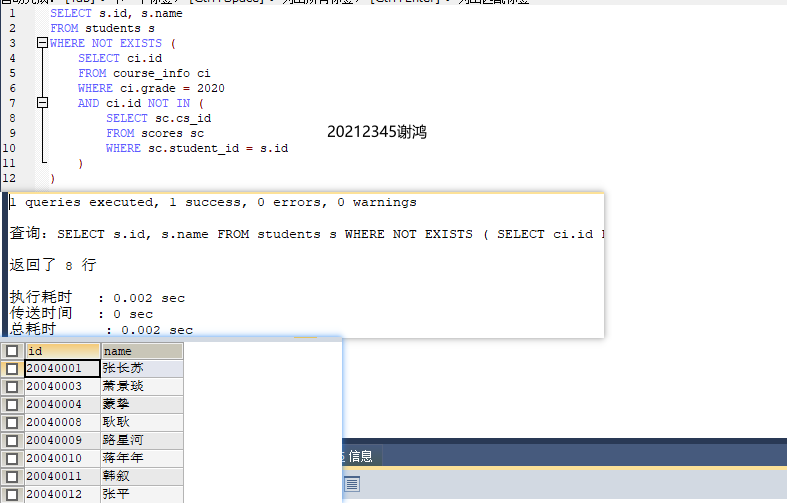 1 SELECT s.id, s.name
2 FROM students s
3 WHERE NOT EXISTS (
4 SELECT ci.id
5 FROM course_info ci
6 WHERE ci.grade = 2020
7 AND ci.id NOT IN (
8 SELECT sc.cs_id
9 FROM scores sc
10 WHERE sc.student_id = s.id
11 )
12 )
20212345谢鸿
1 queries executed, 1 success, 0 errors, 0 warnings
查询: SELECT s.id, s.name FROM students s WHERE NOT EXISTS ( SELECT ci.id
返回了 8 行
执行耗时 : 0.002 sec
传送时间 : 0 sec
总耗时 : 0.002 sec
id name
20040001 张长苏
20040003 萧景琰
20040004 蒙挚
20040008 耿耿
20040009 路星河
20040010 蒋年年
20040011 韩叙
20040012 张平
信息